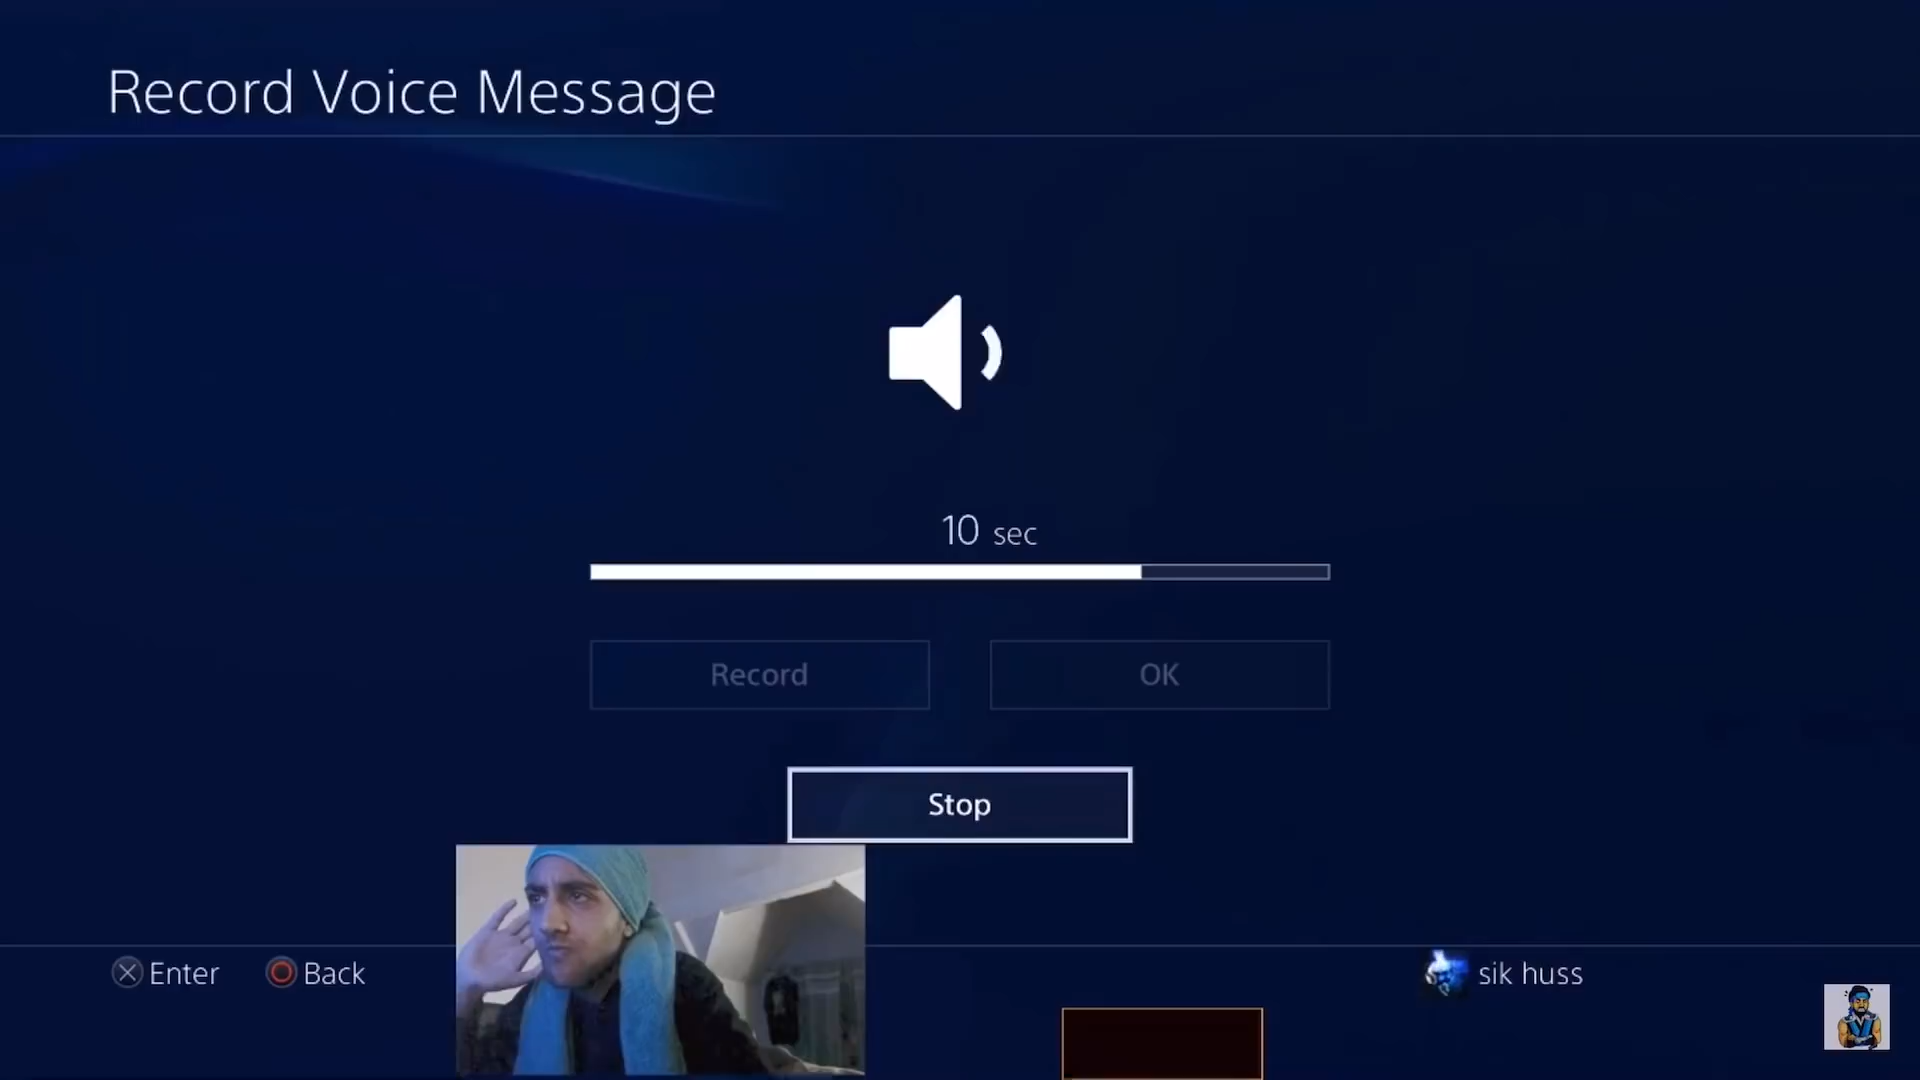 Record Voice Message
10 sec
Record
OK
Stop
Enter
Back
sik huss